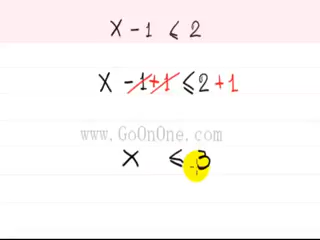 x - 1 ≤ 2
x - 1 + 1 ≤ 2 + 1
www.GoOnOne.com
x ≤ 3